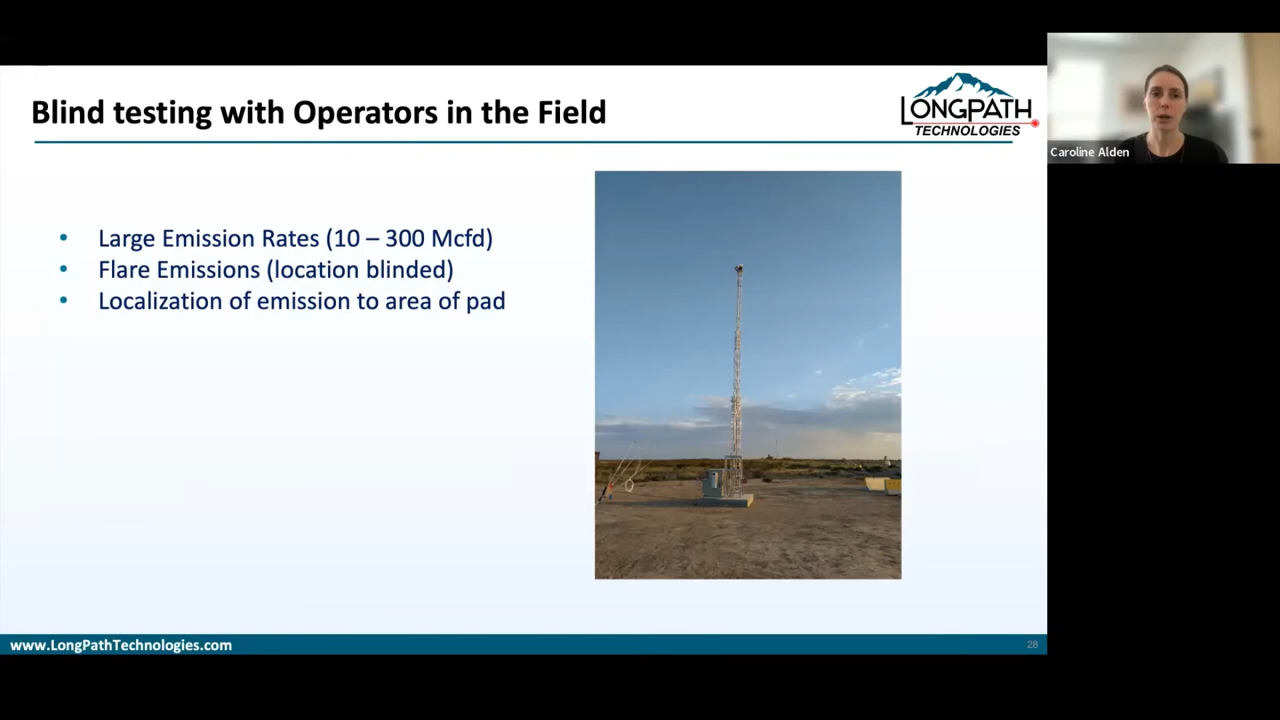 Blind testing with Operators in the Field
LONGPATH
TECHNOLOGIES
Caroline Alden
• Large Emission Rates (10 – 300 Mcfd)
• Flare Emissions (location blinded)
• Localization of emission to area of pad
www.LongPathTechnologies.com
28